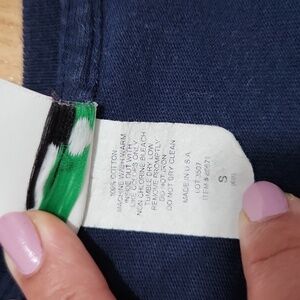 100% COTTON
MACHINE WASH WARM
INSIDE OUT WITH
LIKE COLORS ONLY
NON-CHLORINE BLEACH
TUMBLE DRY LOW
REMOVE PROMPTLY
DO NOT IRON
DO NOT DRY CLEAN
MADE IN U.S.A.
S